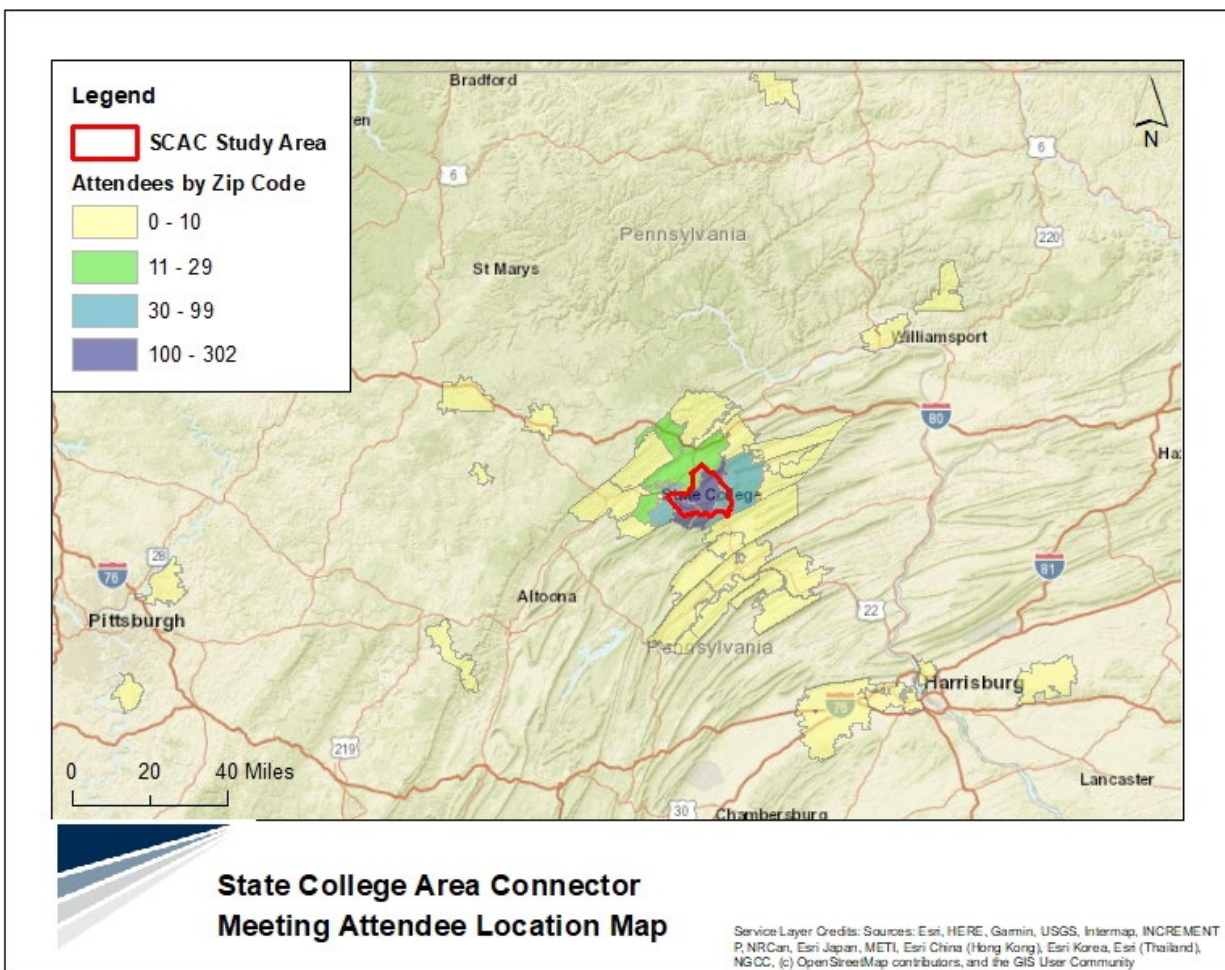 Legend
SCAC Study Area
Attendees by Zip Code
0 - 10
11 - 29
30 - 99
100 - 302
Bradford
ren
6
N
6
Pennsylvania
220
St Marys
Williamsport
80
Ha
State College
28
76
81
Altoona
22
Pittsburgh
Pennsylvania
Harrisburg
76
219
0 20 40 Miles
Lancaster
30
Chambersburg
State College Area Connector
Meeting Attendee Location Map
Service Layer Credits: Sources: Esri, HERE, Garmin, USGS, Intermap, INCREMENT
P, NRCan, Esri Japan, METI, Esri China (Hong Kong), Esri Korea, Esri (Thailand),
NGCC, (c) OpenStreetMap contributors, and the GIS User Community